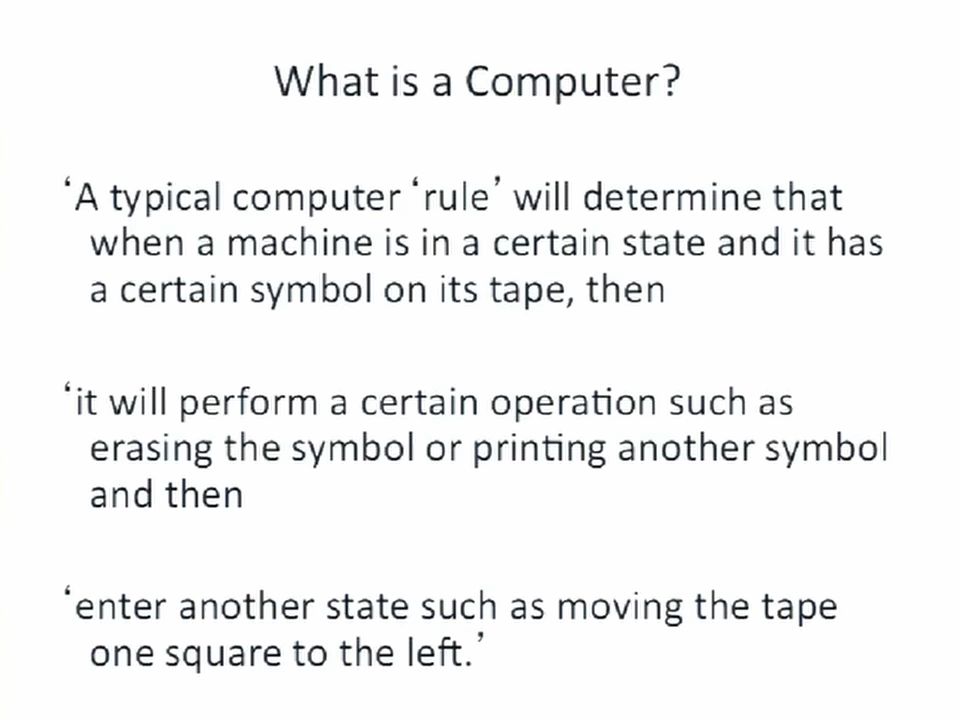 What is a Computer?
‘A typical computer ‘rule’ will determine that
when a machine is in a certain state and it has
a certain symbol on its tape, then
‘it will perform a certain operation such as
erasing the symbol or printing another symbol
and then
‘enter another state such as moving the tape
one square to the left.’